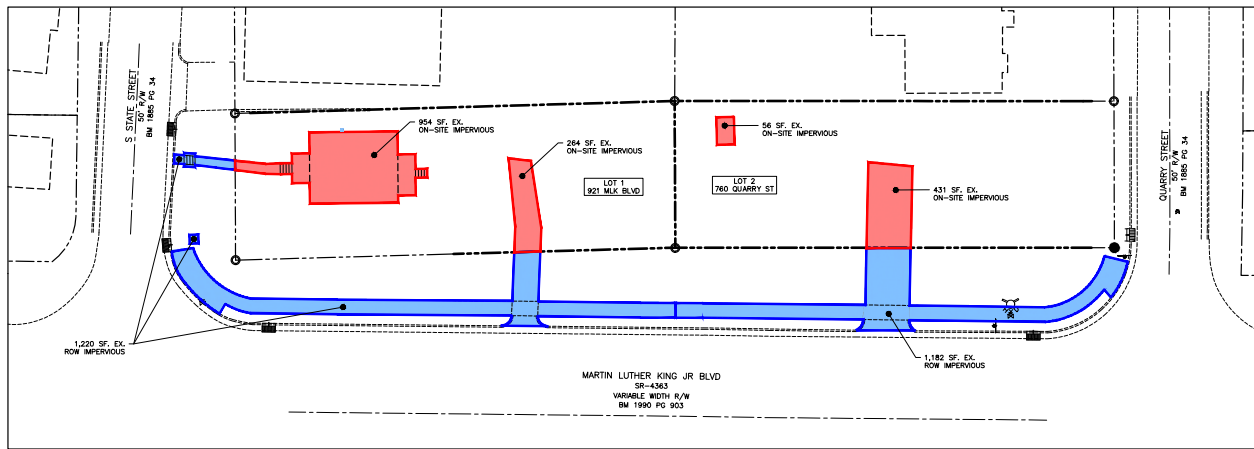 S STATE STREET
50' R/W
BM 1885 PG 34
954 SF. EX.
ON-SITE IMPERVIOUS
264 SF. EX.
ON-SITE IMPERVIOUS
56 SF. EX.
ON-SITE IMPERVIOUS
LOT 1
921 MLK BLVD
LOT 2
760 QUARRY ST
431 SF. EX.
ON-SITE IMPERVIOUS
QUARRY STREET
50' R/W
BM 1885 PG 34
1,220 SF. EX.
ROW IMPERVIOUS
1,182 SF. EX.
ROW IMPERVIOUS
MARTIN LUTHER KING JR BLVD
SR-4363
VARIABLE WIDTH R/W
BM 1990 PG 903